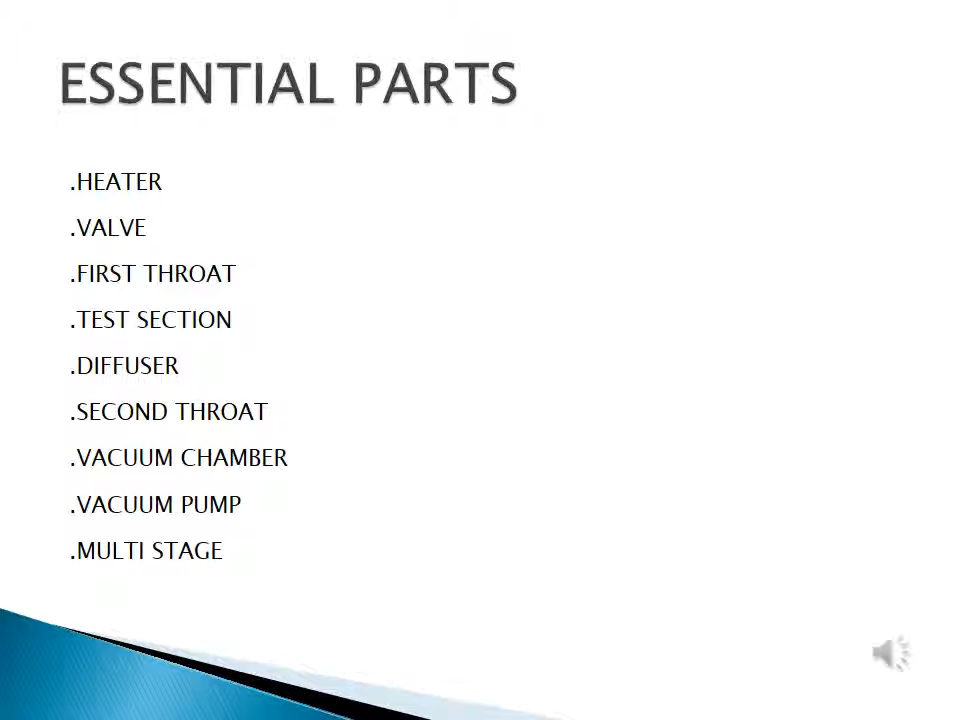 ESSENTIAL PARTS
.HEATER
.VALVE
.FIRST THROAT
.TEST SECTION
.DIFFUSER
.SECOND THROAT
.VACUUM CHAMBER
.VACUUM PUMP
.MULTI STAGE